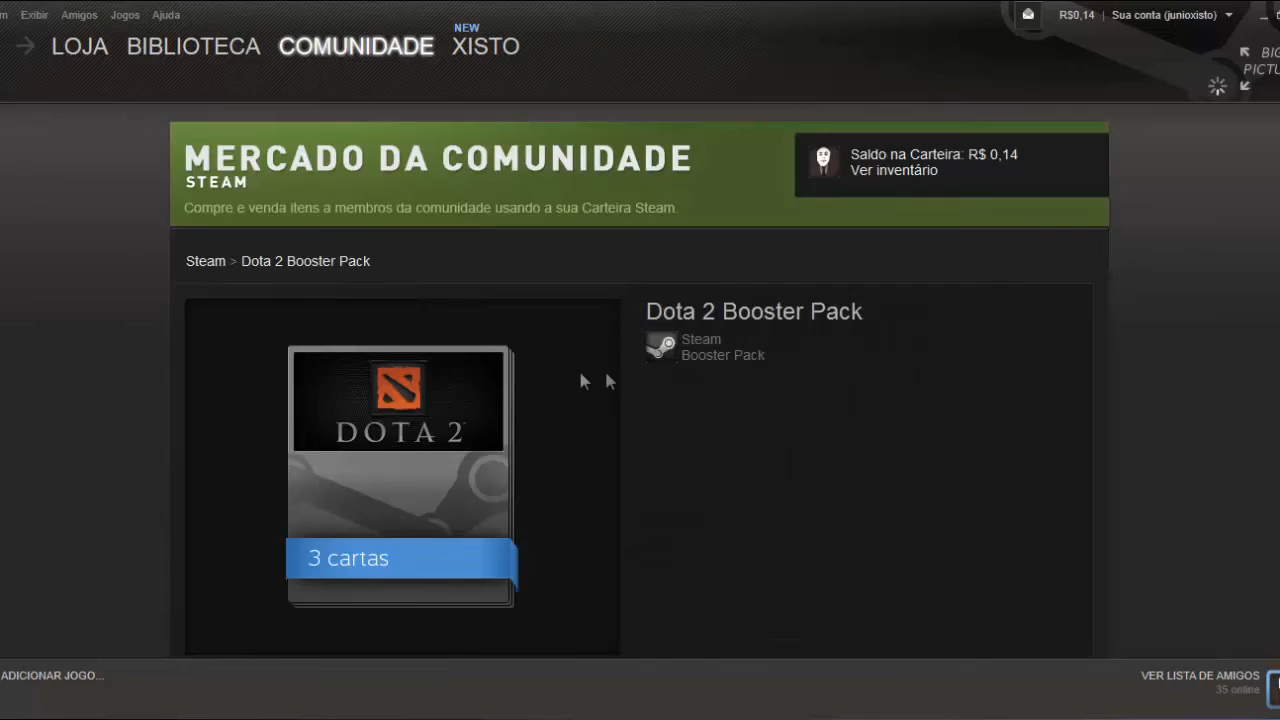 Exibir Amigos Jogos Ajuda
R$0,14 | Sua conta (junioxisto)
NEW
LOJA BIBLIOTECA COMUNIDADE XISTO
MERCADO DA COMUNIDADE
STEAM
Compre e venda itens a membros da comunidade usando a sua Carteira Steam.
Saldo na Carteira: R$ 0,14
Ver inventário
Steam > Dota 2 Booster Pack
DOTA 2
3 cartas
Dota 2 Booster Pack
Steam
Booster Pack
ADICIONAR JOGO...
VER LISTA DE AMIGOS
35 online